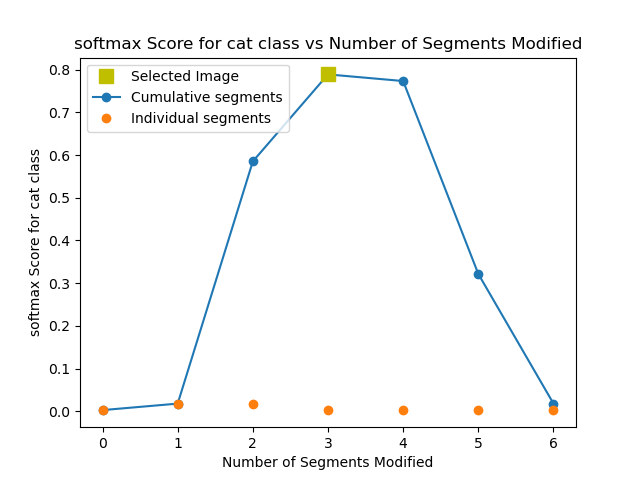 softmax Score for cat class vs Number of Segments Modified
Selected Image
Cumulative segments
Individual segments
softmax Score for cat class
0.8
0.7
0.6
0.5
0.4
0.3
0.2
0.1
0.0
0 1 2 3 4 5 6
Number of Segments Modified